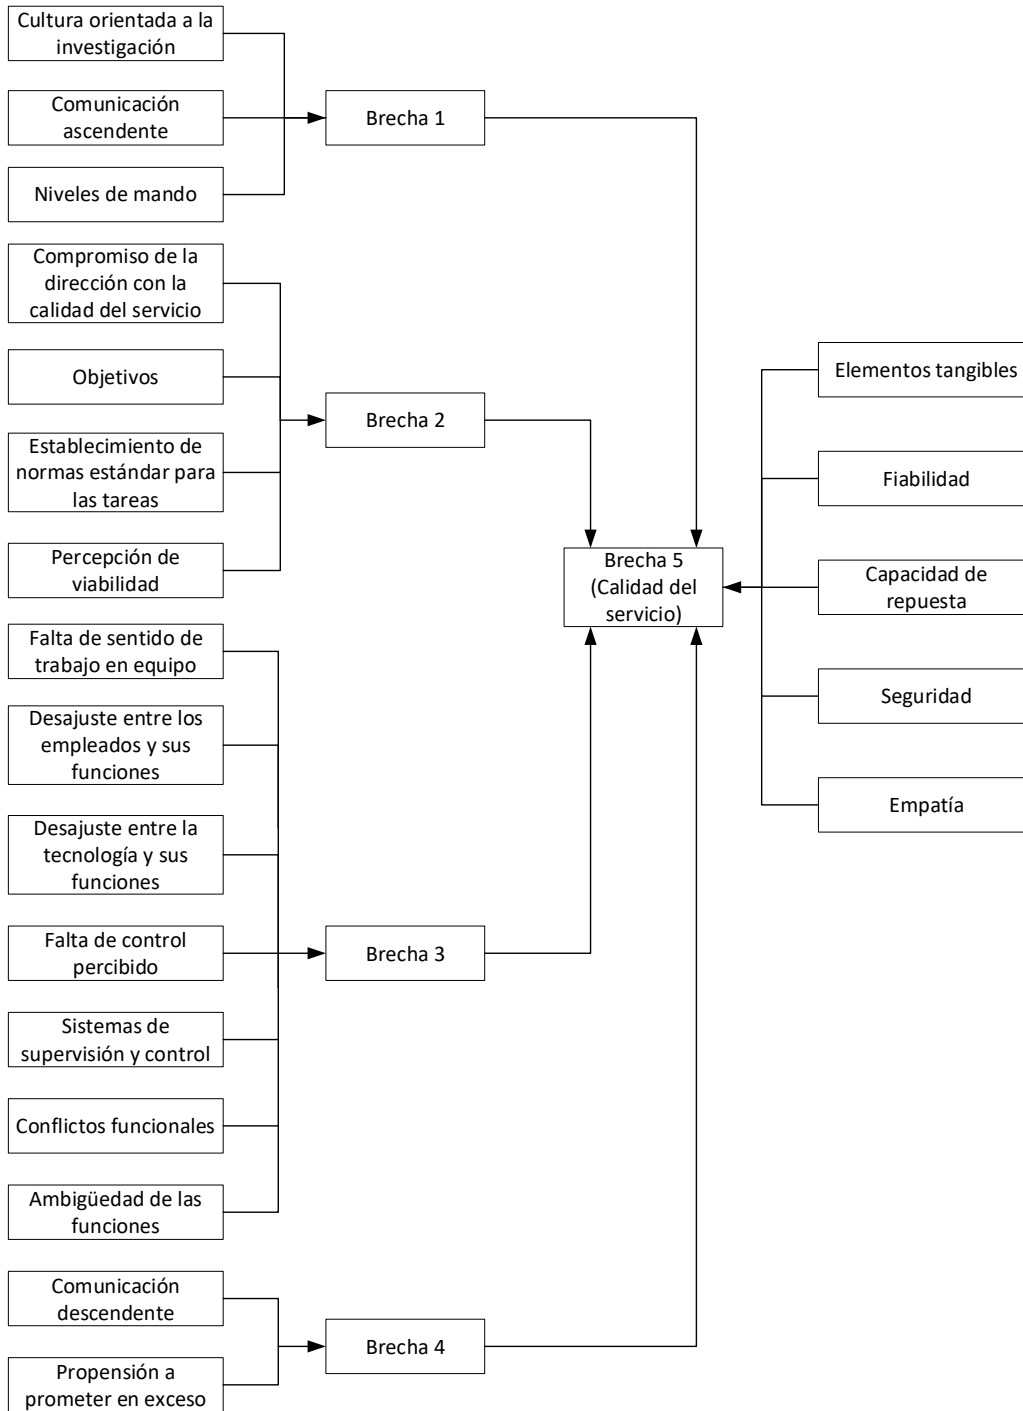 Cultura orientada a la
investigación
Comunicación
ascendente
Niveles de mando
Brecha 1
Compromiso de la
dirección con la
calidad del servicio
Objetivos
Establecimiento de
normas estándar para
las tareas
Percepción de
viabilidad
Brecha 2
Falta de sentido de
trabajo en equipo
Desajuste entre los
empleados y sus
funciones
Desajuste entre la
tecnología y sus
funciones
Falta de control
percibido
Sistemas de
supervisión y control
Conflictos funcionales
Ambigüedad de las
funciones
Brecha 3
Comunicación
descendente
Propensión a
prometer en exceso
Brecha 4
Brecha 5
(Calidad del
servicio)
Elementos tangibles
Fiabilidad
Capacidad de
repuesta
Seguridad
Empatía